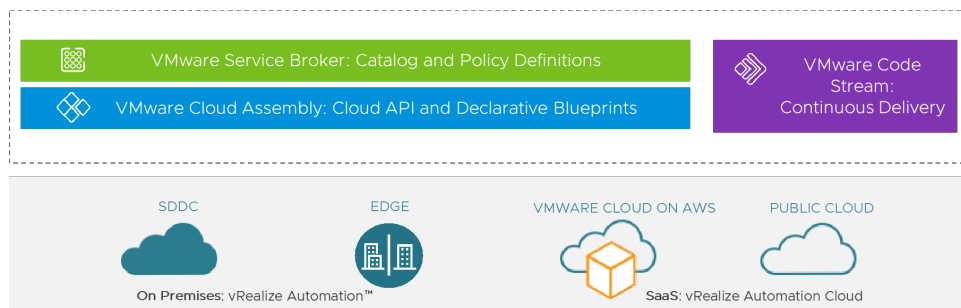 VMware Service Broker: Catalog and Policy Definitions
VMware Cloud Assembly: Cloud API and Declarative Blueprints
VMware Code
Stream:
Continuous Delivery
SDDC
EDGE
VMWARE CLOUD ON AWS
PUBLIC CLOUD
On Premises: vRealize Automation™
SaaS: vRealize Automation Cloud